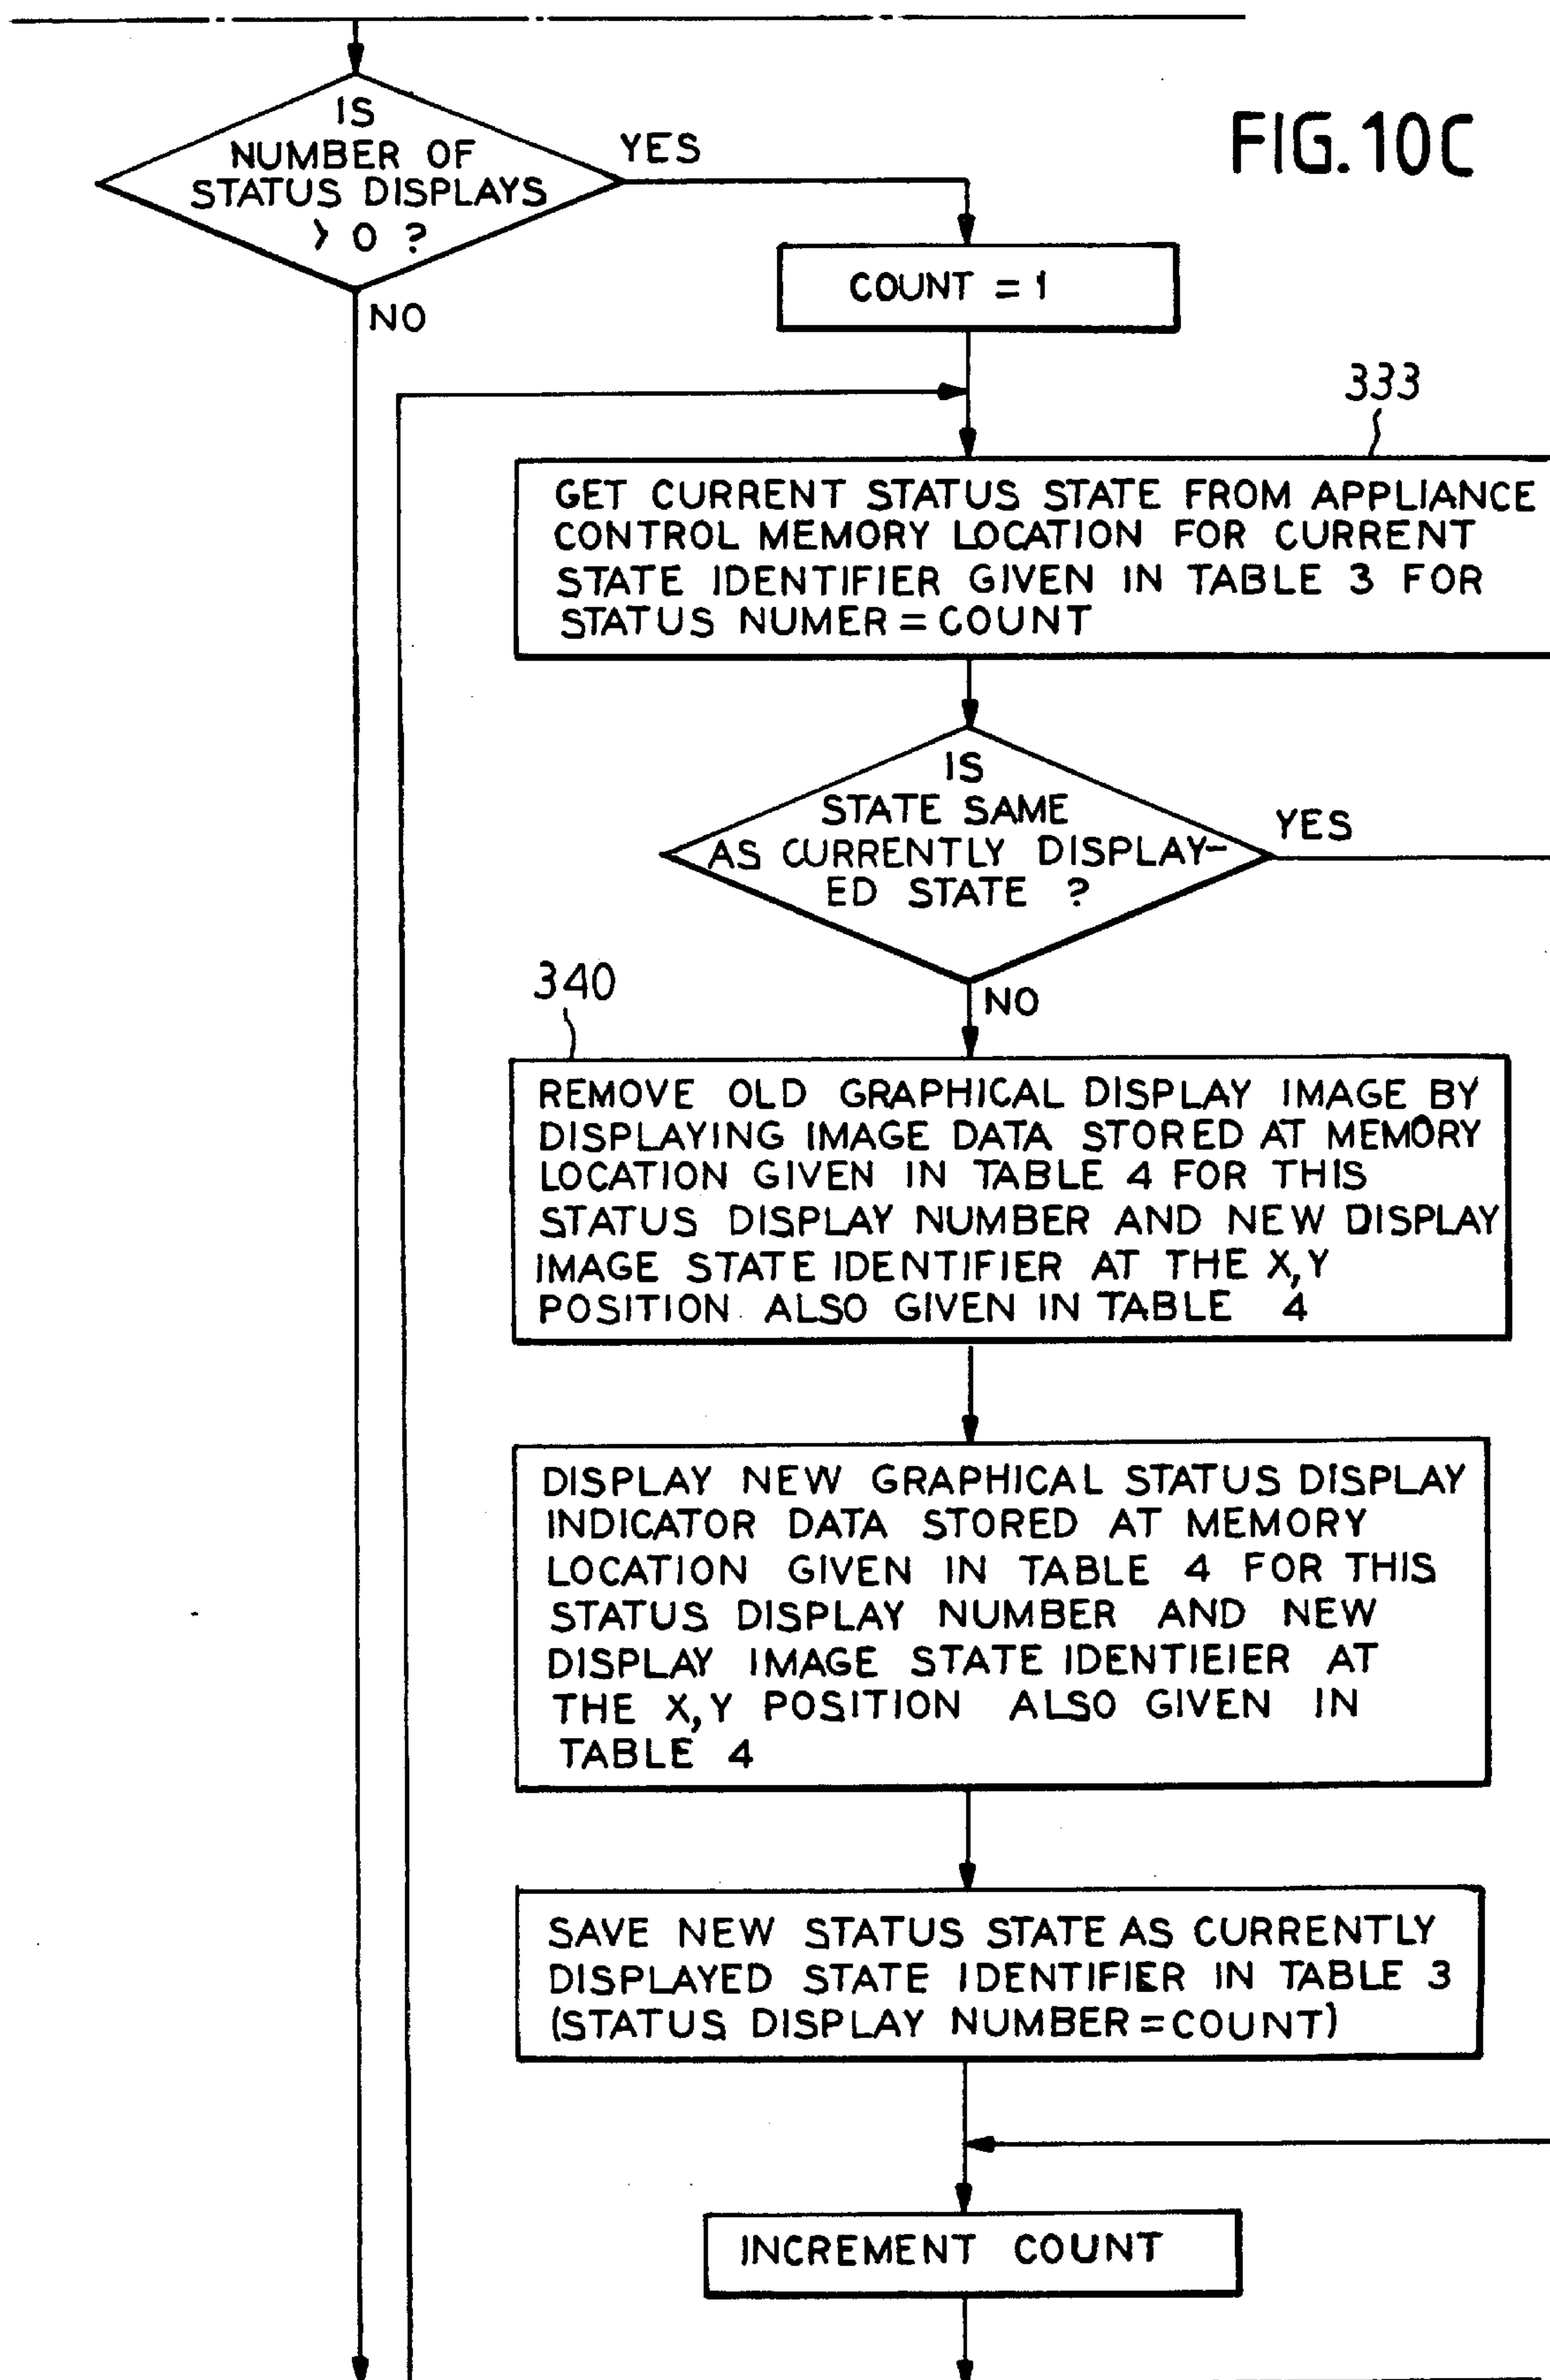 FIG.10C
IS
NUMBER OF
STATUS DISPLAYS
> 0 ?
YES
NO
COUNT = 1
333
GET CURRENT STATUS STATE FROM APPLIANCE
CONTROL MEMORY LOCATION FOR CURRENT
STATE IDENTIFIER GIVEN IN TABLE 3 FOR
STATUS NUMER = COUNT
IS
STATE SAME
AS CURRENTLY DISPLAY-
ED STATE ?
YES
NO
340
REMOVE OLD GRAPHICAL DISPLAY IMAGE BY
DISPLAYING IMAGE DATA STORED AT MEMORY
LOCATION GIVEN IN TABLE 4 FOR THIS
STATUS DISPLAY NUMBER AND NEW DISPLAY
IMAGE STATE IDENTIFIER AT THE X,Y
POSITION ALSO GIVEN IN TABLE 4
DISPLAY NEW GRAPHICAL STATUS DISPLAY
INDICATOR DATA STORED AT MEMORY
LOCATION GIVEN IN TABLE 4 FOR THIS
STATUS DISPLAY NUMBER AND NEW
DISPLAY IMAGE STATE IDENTIEIER AT
THE X,Y POSITION ALSO GIVEN IN
TABLE 4
SAVE NEW STATUS STATE AS CURRENTLY
DISPLAYED STATE IDENTIFIER IN TABLE 3
(STATUS DISPLAY NUMBER = COUNT)
INCREMENT COUNT